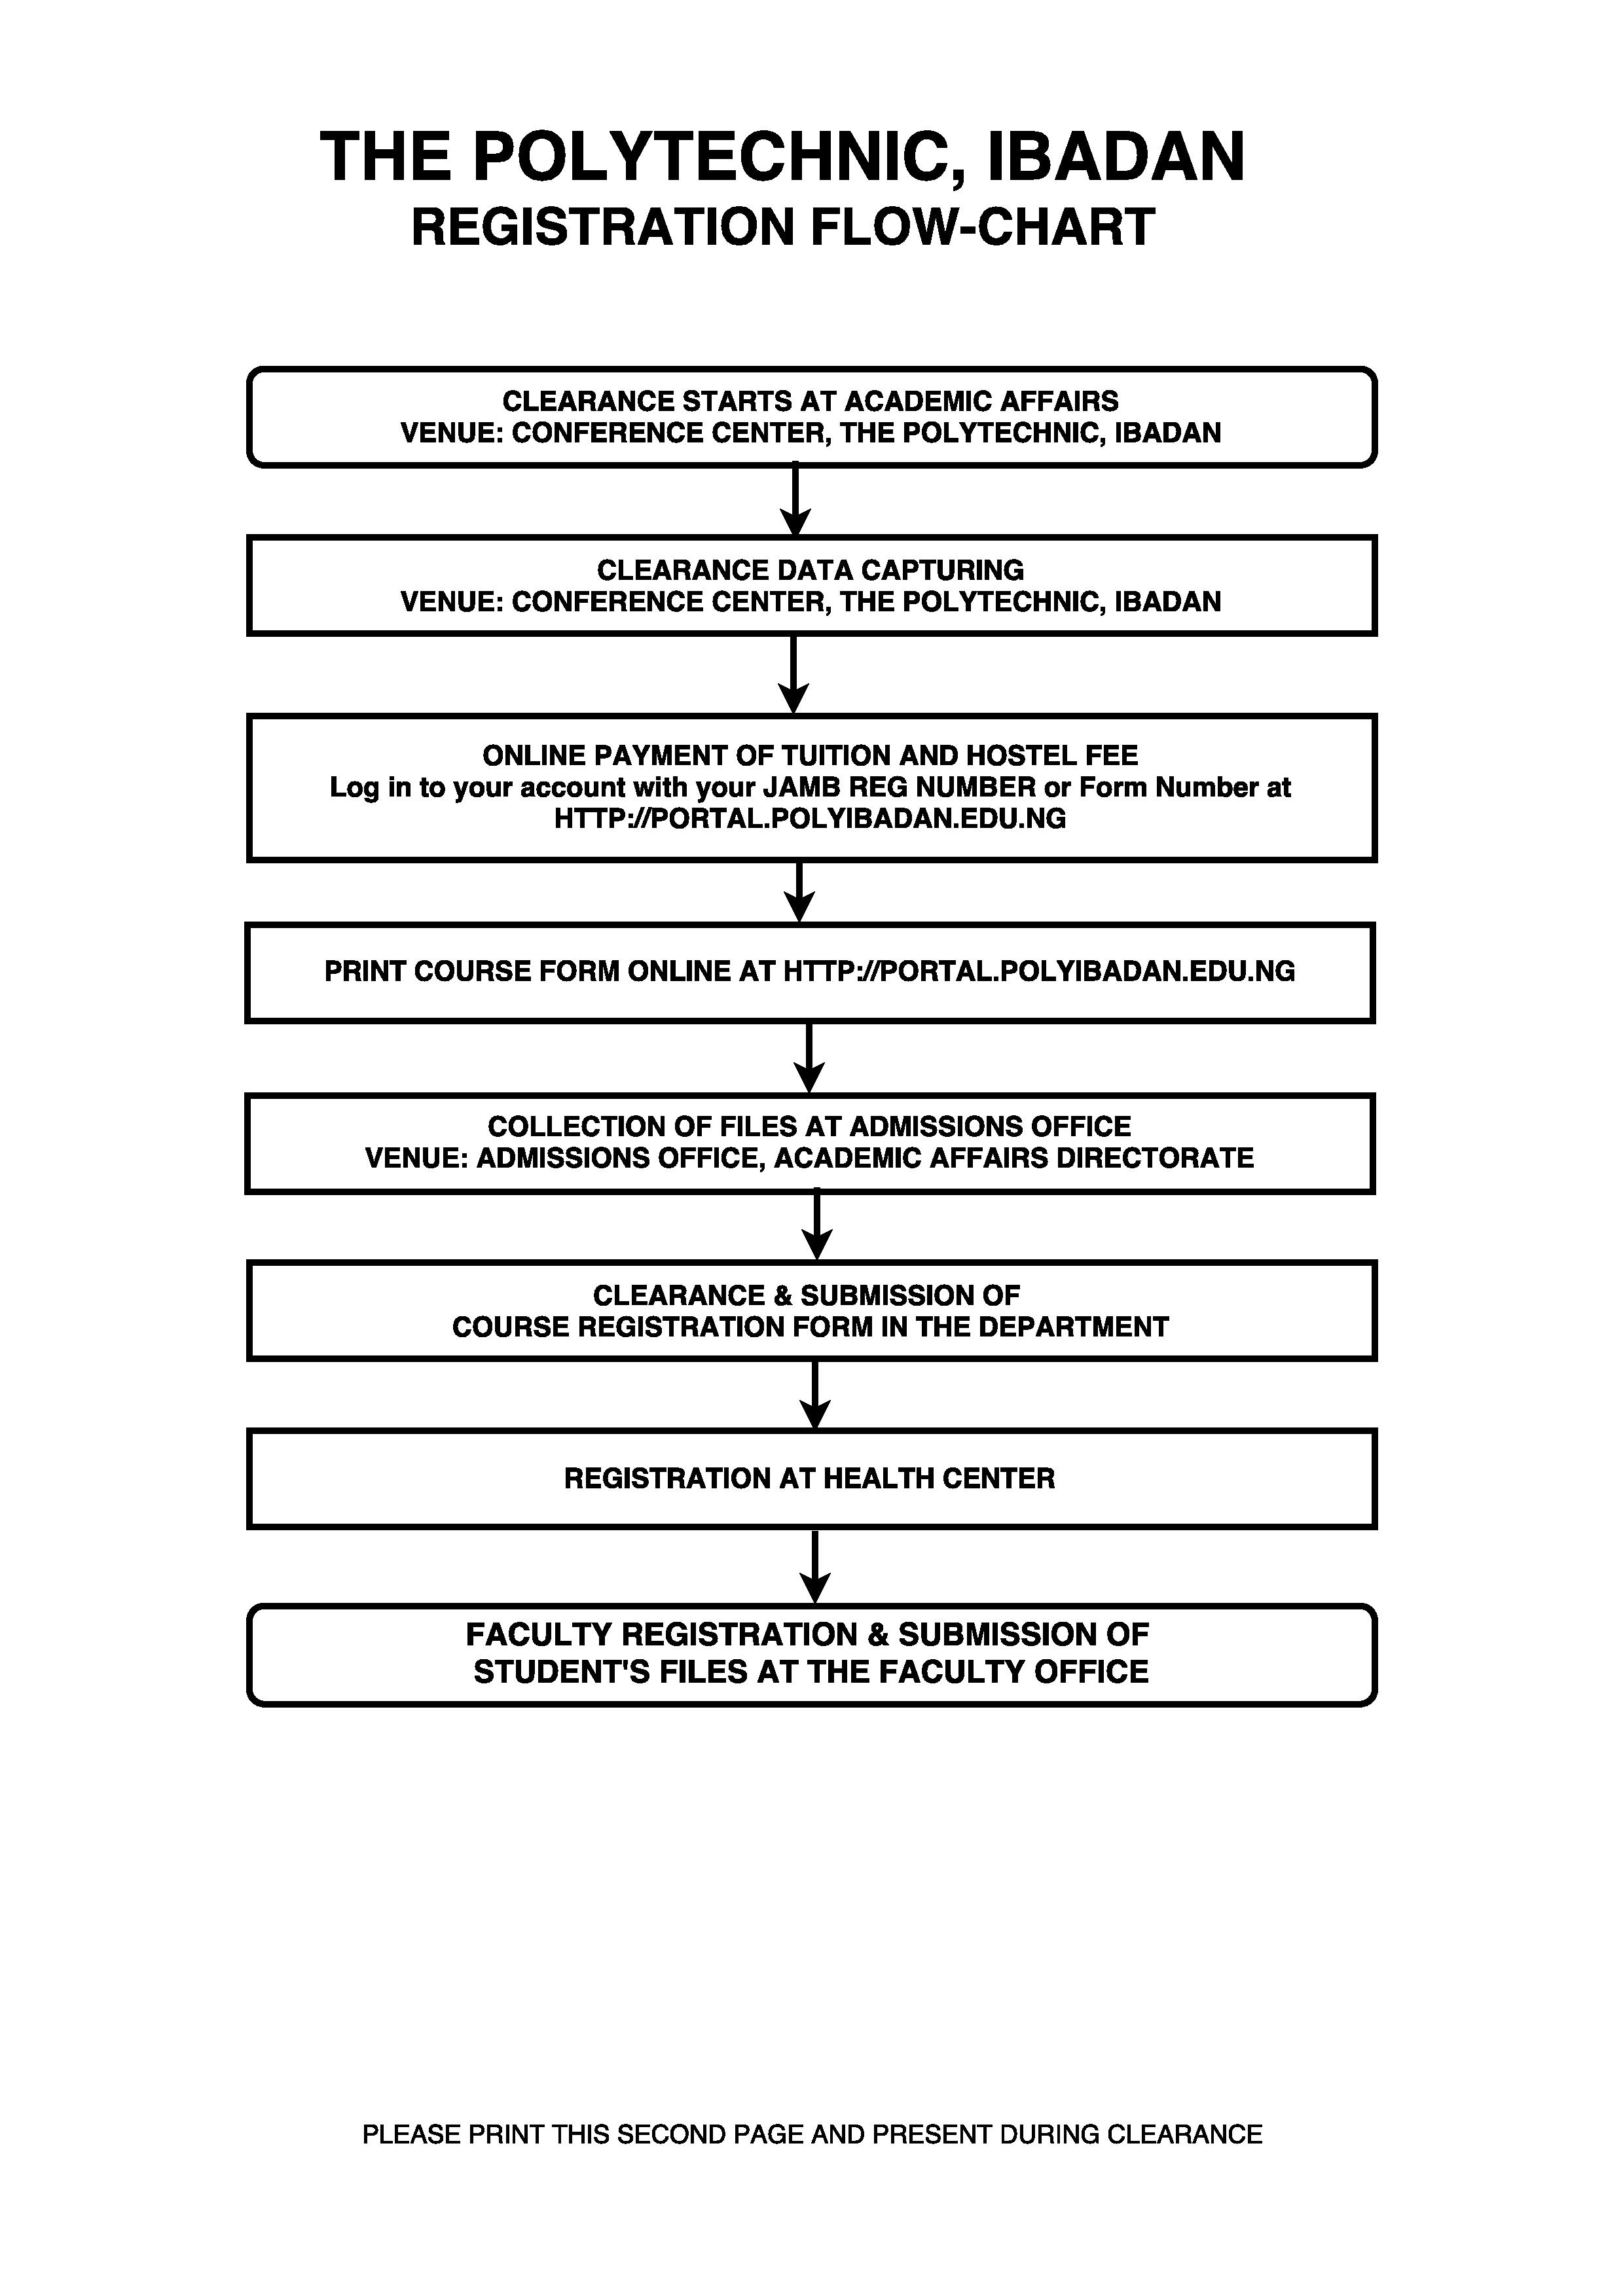 THE POLYTECHNIC, IBADAN
REGISTRATION FLOW-CHART
CLEARANCE STARTS AT ACADEMIC AFFAIRS
VENUE: CONFERENCE CENTER, THE POLYTECHNIC, IBADAN
CLEARANCE DATA CAPTURING
VENUE: CONFERENCE CENTER, THE POLYTECHNIC, IBADAN
ONLINE PAYMENT OF TUITION AND HOSTEL FEE
Log in to your account with your JAMB REG NUMBER or Form Number at
HTTP://PORTAL.POLYIBADAN.EDU.NG
PRINT COURSE FORM ONLINE AT HTTP://PORTAL.POLYIBADAN.EDU.NG
COLLECTION OF FILES AT ADMISSIONS OFFICE
VENUE: ADMISSIONS OFFICE, ACADEMIC AFFAIRS DIRECTORATE
CLEARANCE & SUBMISSION OF
COURSE REGISTRATION FORM IN THE DEPARTMENT
REGISTRATION AT HEALTH CENTER
FACULTY REGISTRATION & SUBMISSION OF
STUDENT'S FILES AT THE FACULTY OFFICE
PLEASE PRINT THIS SECOND PAGE AND PRESENT DURING CLEARANCE